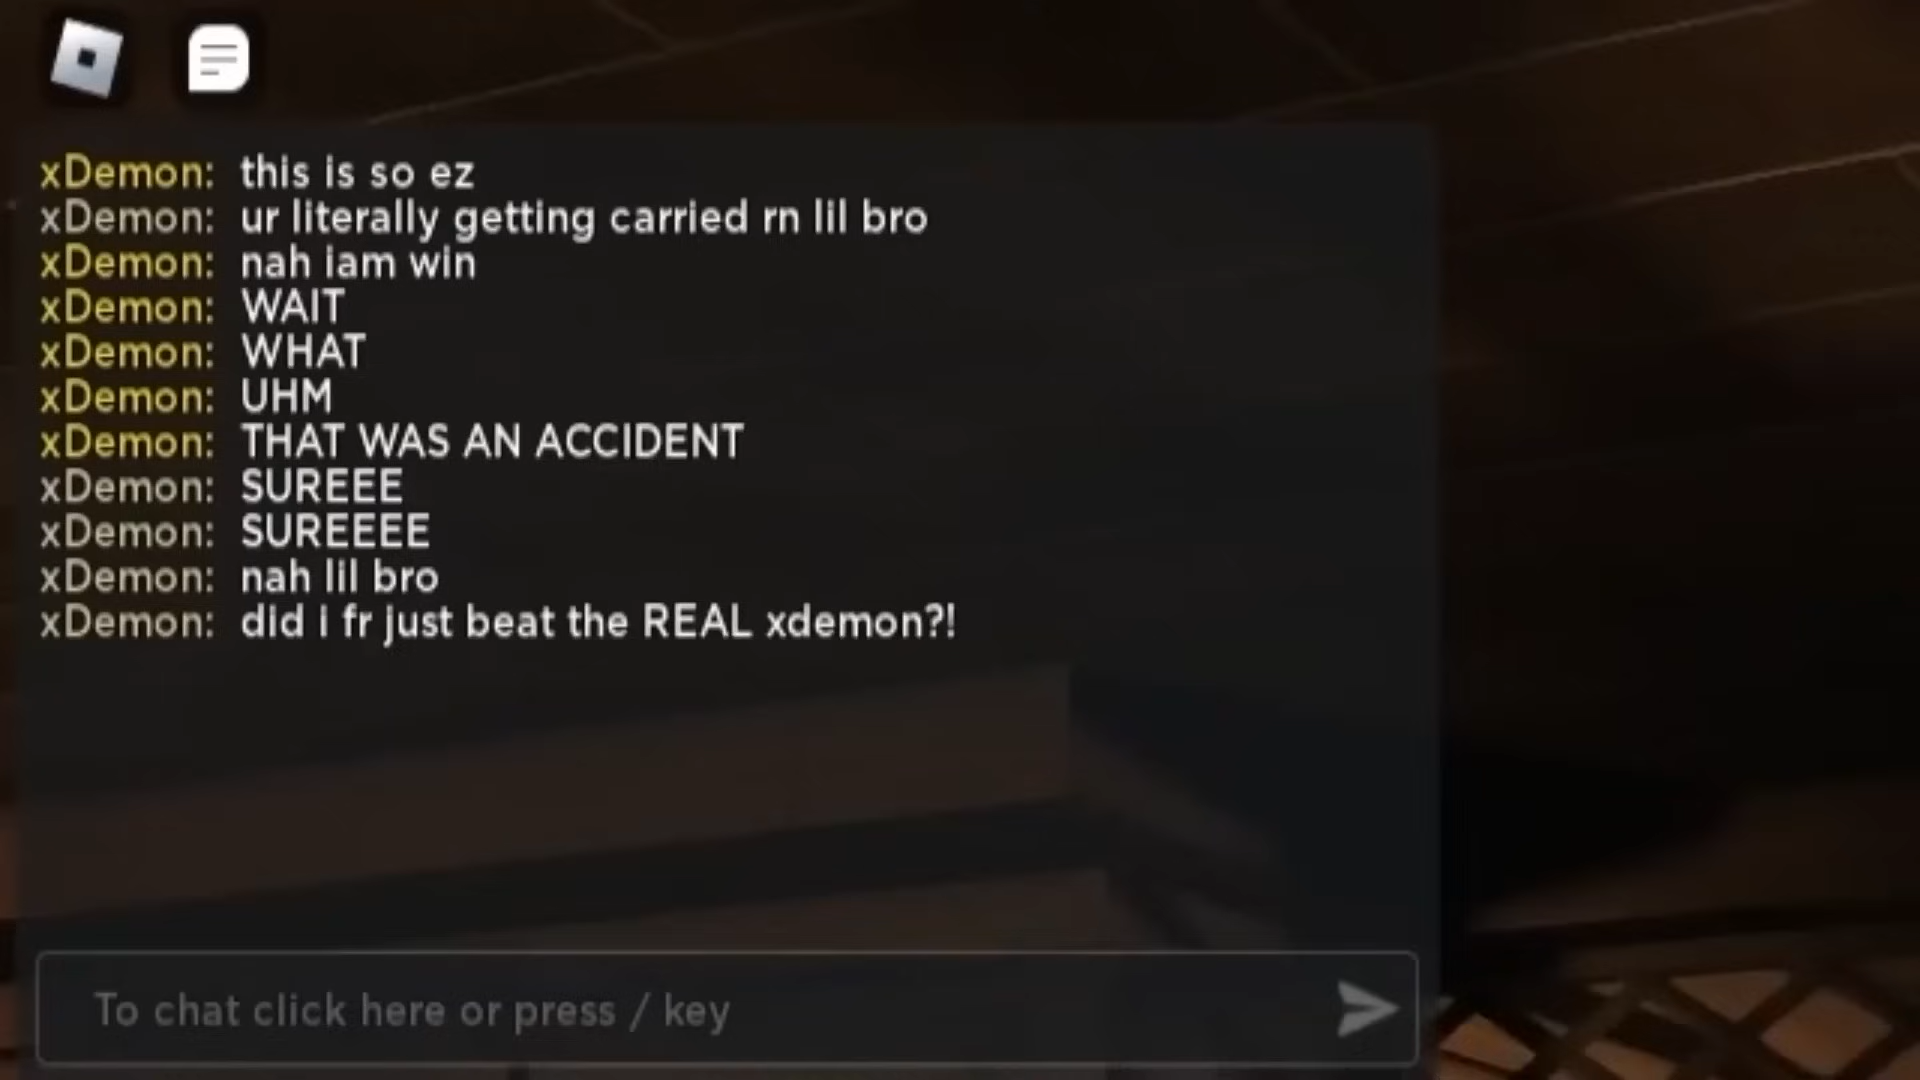 xDemon: this is so ez
xDemon: ur literally getting carried rn lil bro
xDemon: nah iam win
xDemon: WAIT
xDemon: WHAT
xDemon: UHM
xDemon: THAT WAS AN ACCIDENT
xDemon: SUREEE
xDemon: SUREEEE
xDemon: nah lil bro
xDemon: did i fr just beat the REAL xdemon?!
To chat click here or press / key